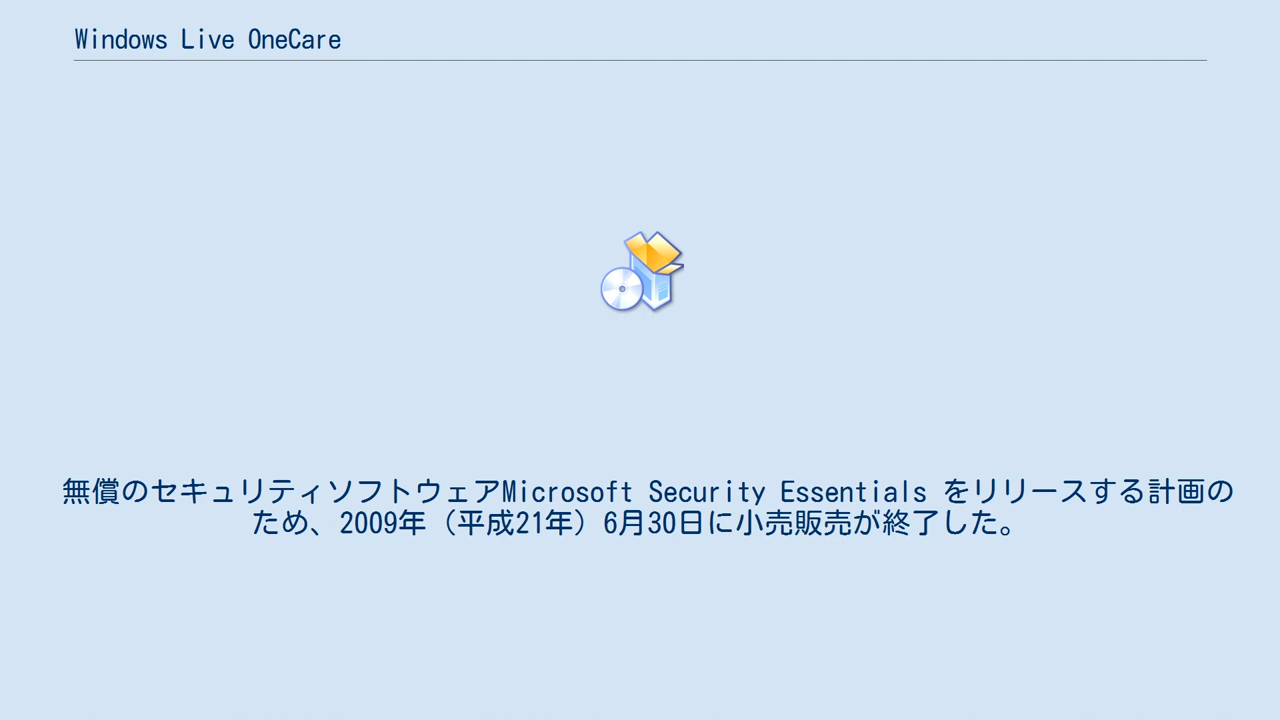 Windows Live OneCare
無償のセキュリティソフトウェアMicrosoft Security Essentials をリリースする計画の
ため、2009年（平成21年）6月30日に小売販売が終了した。